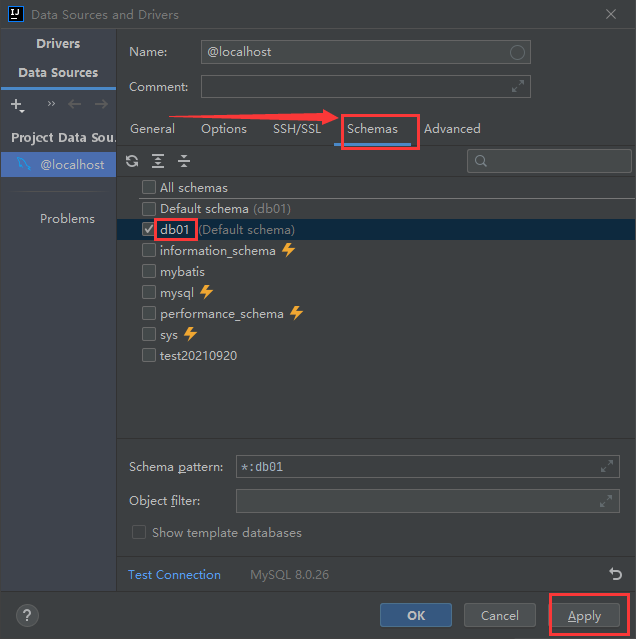 IJ Data Sources and Drivers
Drivers
Data Sources
Project Data Sou.
@localhost
Problems
Name: @localhost
Comment:
General Options SSH/SSL Schemas Advanced
All schemas
Default schema (db01)
db01 (Default schema)
information_schema
mybatis
mysql
performance_schema
sys
test20210920
Schema pattern: *:db01
Object filter:
Show template databases
Test Connection MySQL 8.0.26
? OK Cancel Apply